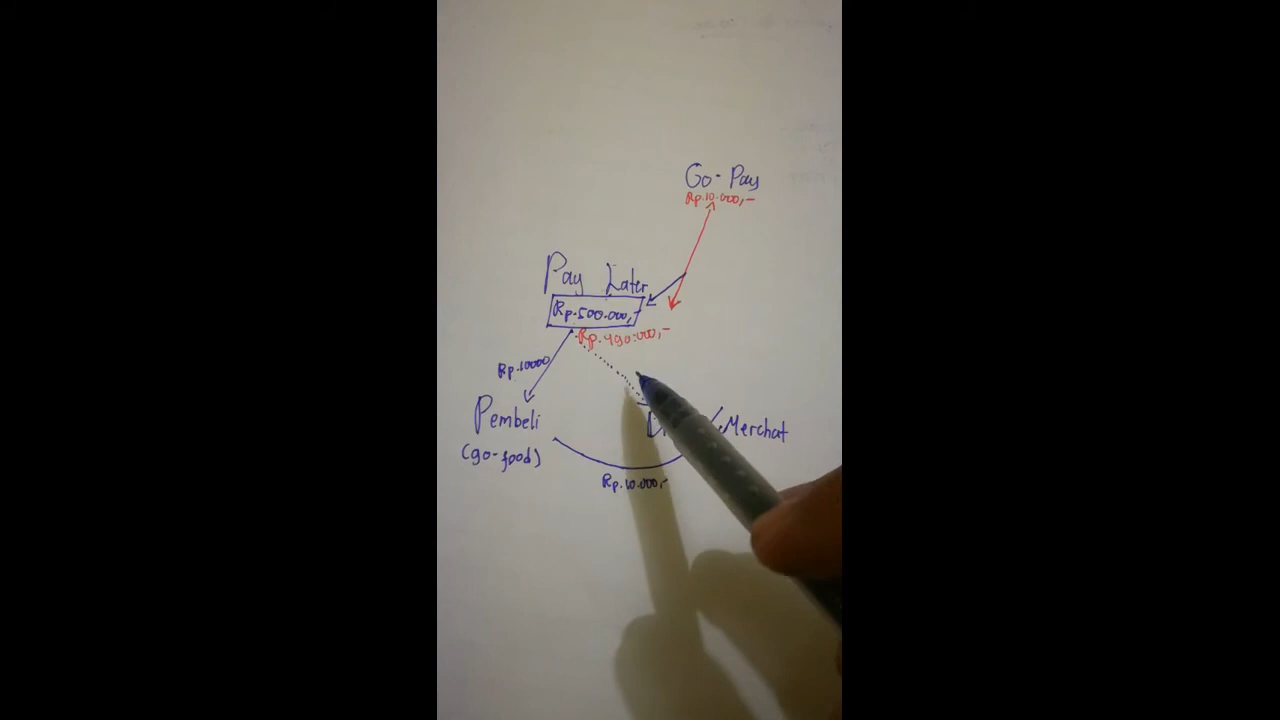 Go-Pay
Rp.10.000,-
Pay Later
Rp.500.000,-
Rp.490.000,-
Rp.10000
Pembeli
Merchat
(go-food)
Rp.10.000,-